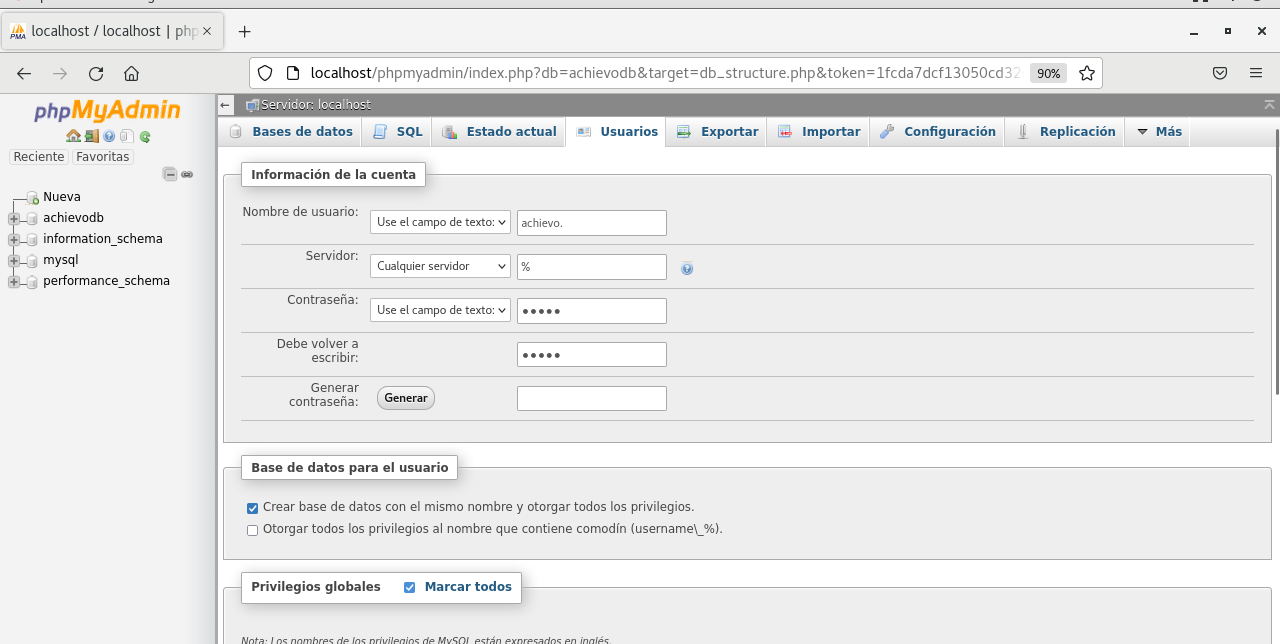 localhost / localhost | php
localhost/phpmyadmin/index.php?db=achievodb&target=db_structure.php&token=1fcda7dcf13050cd32
90%
phpMyAdmin
Reciente Favoritas
Nueva
achievodb
information_schema
mysql
performance_schema
Servidor: localhost
Bases de datos SQL Estado actual Usuarios Exportar Importar Configuración Replicación Más
Información de la cuenta
Nombre de usuario: Use el campo de texto: achievo.
Servidor: Cualquier servidor %
Contraseña: Use el campo de texto: •••••
Debe volver a
escribir: •••••
Generar
contraseña: Generar
Base de datos para el usuario
Crear base de datos con el mismo nombre y otorgar todos los privilegios.
Otorgar todos los privilegios al nombre que contiene comodín (username\_%).
Privilegios globales Marcar todos
Nota: Los nombres de los privilegios de MySQL están expresados en inglés.